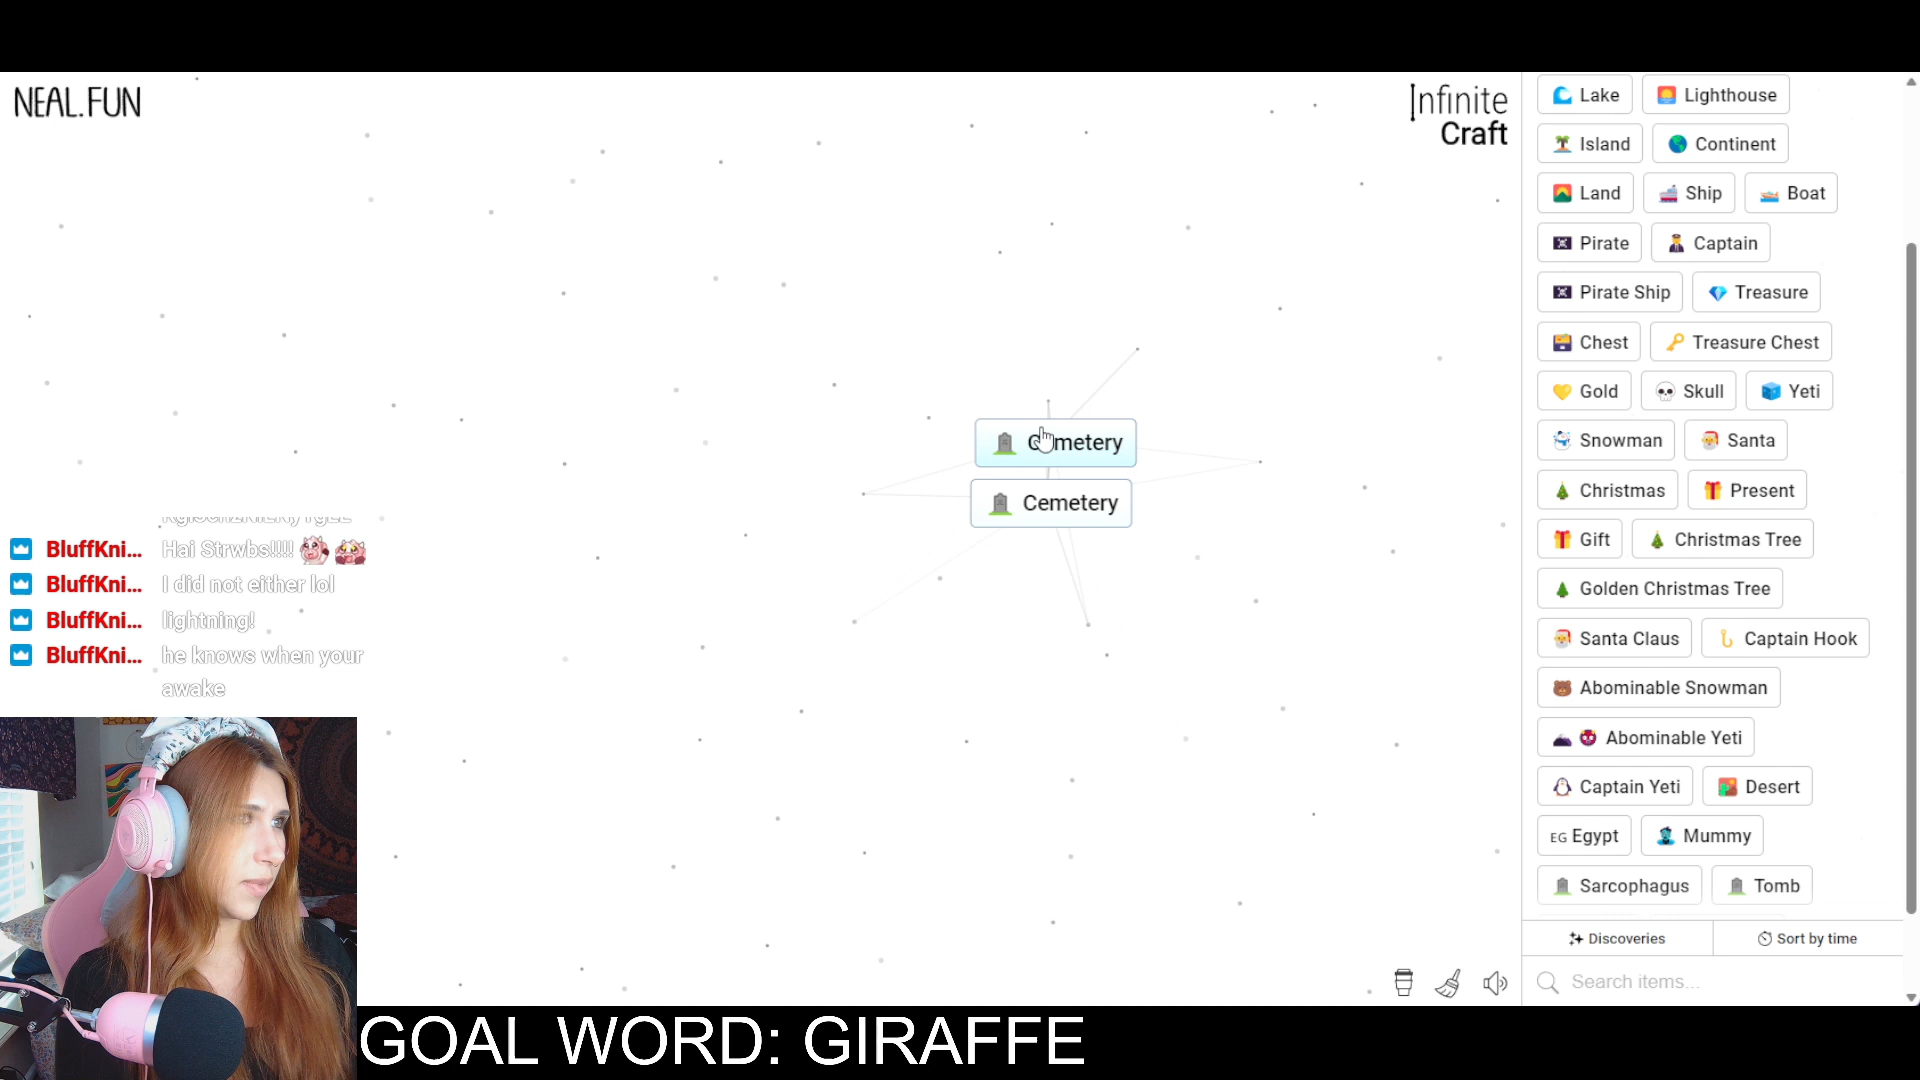 NEAL.FUN
Infinite
Craft
Cemetery
Cemetery
BluffKni... Hai Strwbs!!!!
BluffKni... I did not either lol
BluffKni... lightning!
BluffKni... he knows when your
awake
Lake Lighthouse
Island Continent
Land Ship Boat
Pirate Captain
Pirate Ship Treasure
Chest Treasure Chest
Gold Skull Yeti
Snowman Santa
Christmas Present
Gift Christmas Tree
Golden Christmas Tree
Santa Claus Captain Hook
Abominable Snowman
Abominable Yeti
Captain Yeti Desert
EG Egypt Mummy
Sarcophagus Tomb
Discoveries Sort by time
Search items...
GOAL WORD: GIRAFFE